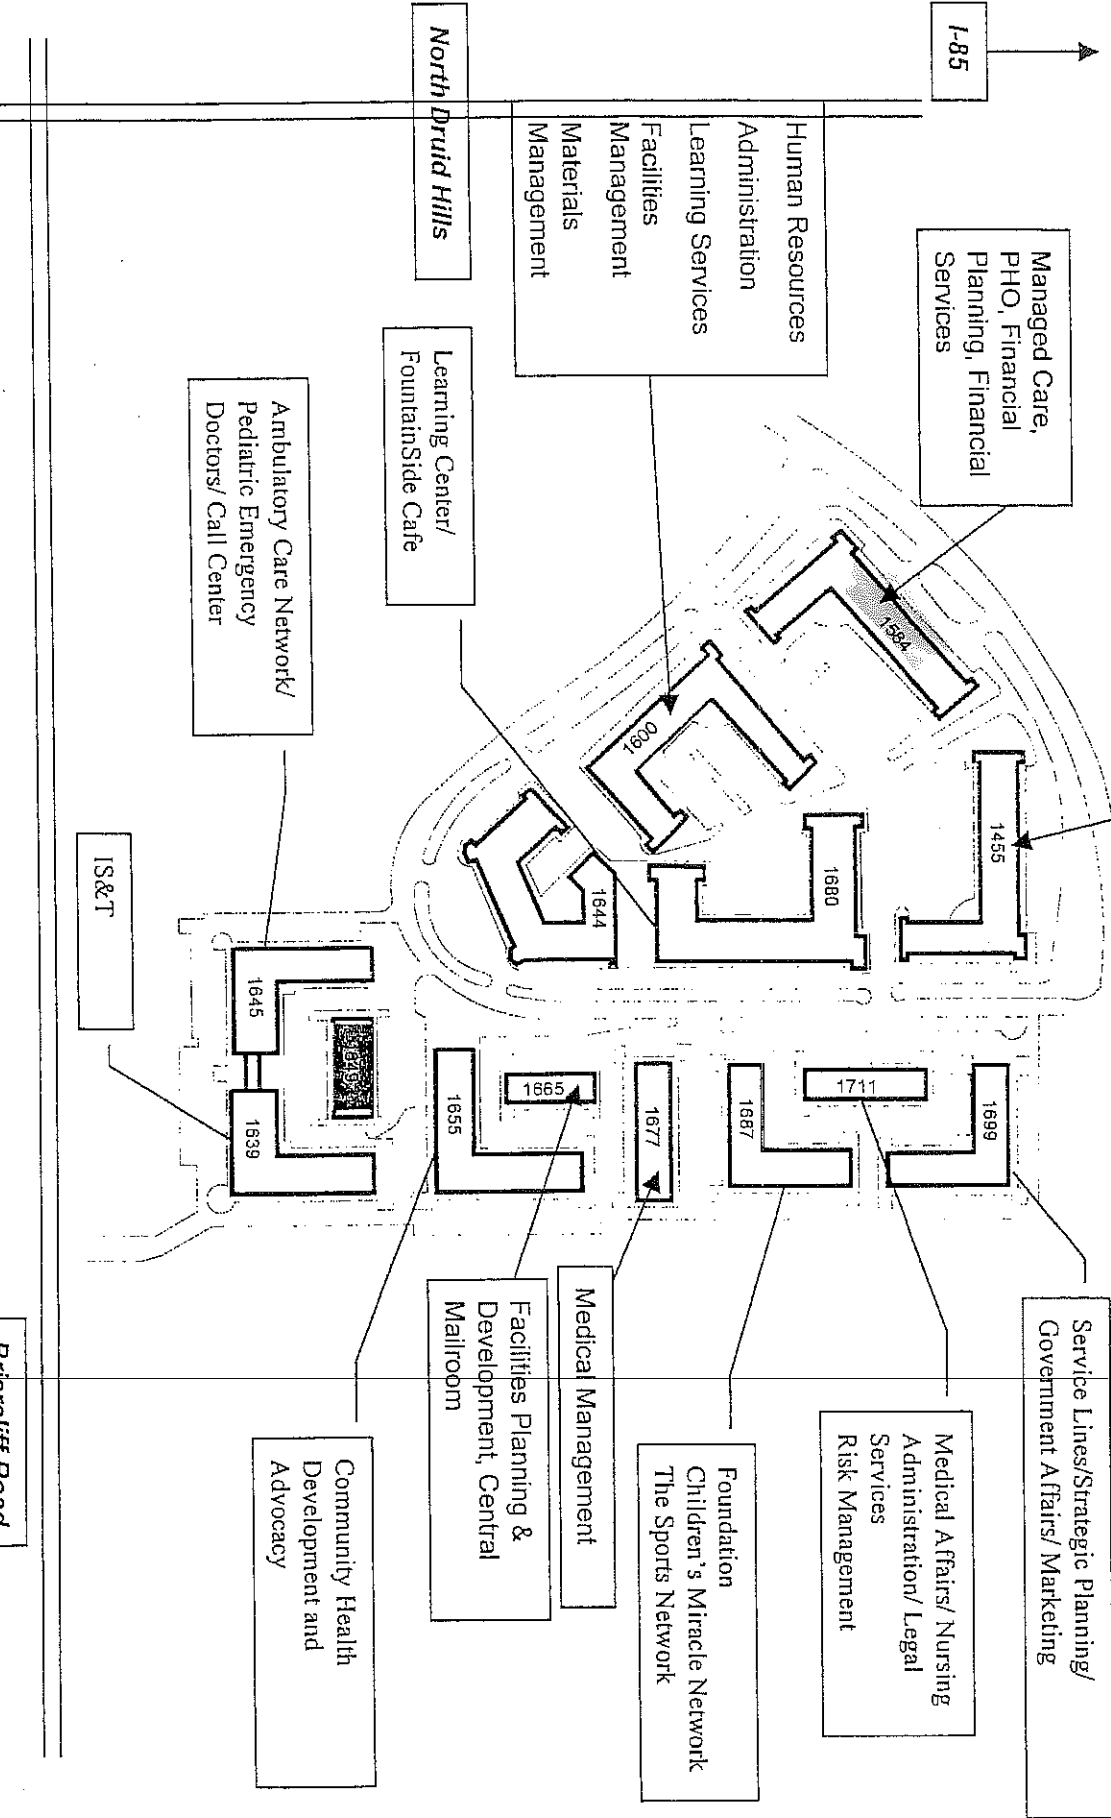 I-85
North Druid Hills
Human Resources
Administration
Learning Services
Facilities
Management
Materials
Management
Managed Care,
PHO, Financial
Planning, Financial
Services
Learning Center/
FountainSide Cafe
Ambulatory Care Network/
Pediatric Emergency
Doctors/ Call Center
IS&T
1584
1600
1455
1680
1644
1645
1639
1649
1655
1665
1677
1687
1711
1699
Service Lines/Strategic Planning/
Government Affairs/ Marketing
Medical Affairs/ Nursing
Administration/ Legal
Services
Risk Management
Foundation
Children's Miracle Network
The Sports Network
Medical Management
Facilities Planning &
Development, Central
Mailroom
Community Health
Development and
Advocacy
Briarcliff Road